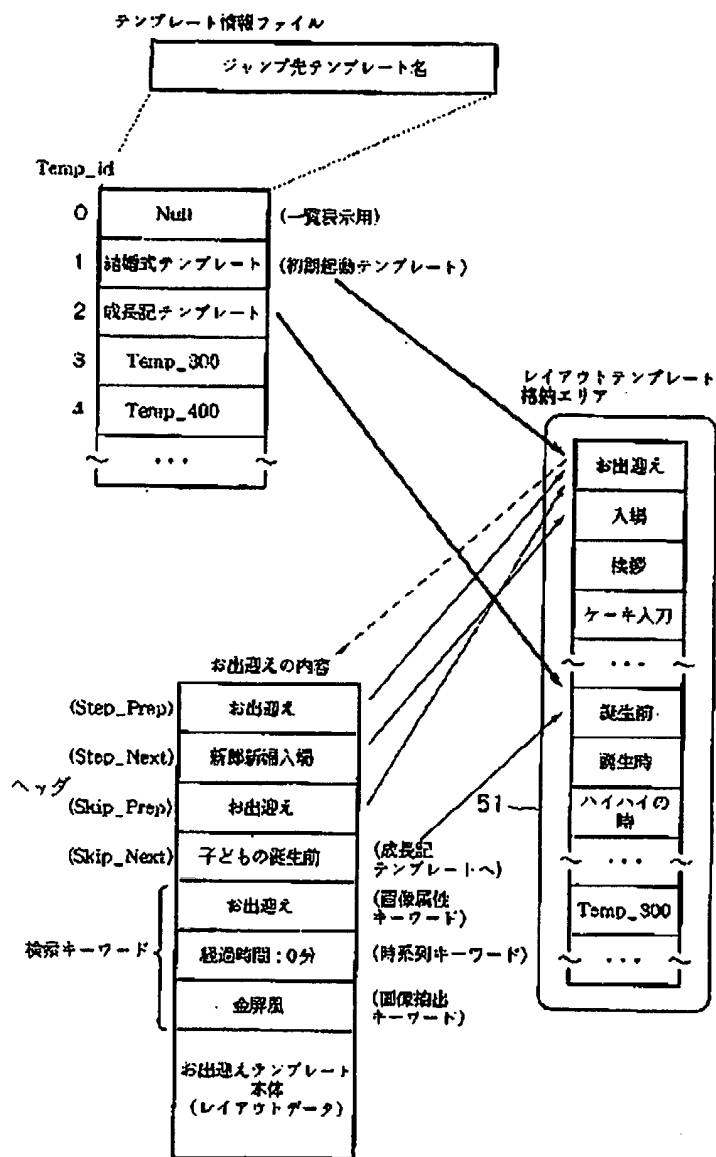 テンプレート情報ファイル
ジャンプ先テンプレート名
Temp_id
0 Null (一覧表示用)
1 結婚式テンプレート (初期起動テンプレート)
2 成長記テンプレート
3 Temp_300
4 Temp_400
〜 ... 〜
レイアウトテンプレート
格納エリア
お出迎え
入場
挨拶
ケーキ入刀
〜 ... 〜
誕生前
誕生時
ハイハイの
時
〜 ... 〜
Temp_300
〜 ... 〜
51
お出迎えの内容
ヘッダ
(Step_Prep) お出迎え
(Step_Next) 新郎新婦入場
(Skip_Prep) お出迎え
(Skip_Next) 子どもの誕生前 (成長記
テンプレートへ)
検索キーワード
お出迎え (画像属性
キーワード)
経過時間:0分 (時系列キーワード)
金屏風 (画像抽出
キーワード)
お出迎えテンプレート
本体
(レイアウトデータ)